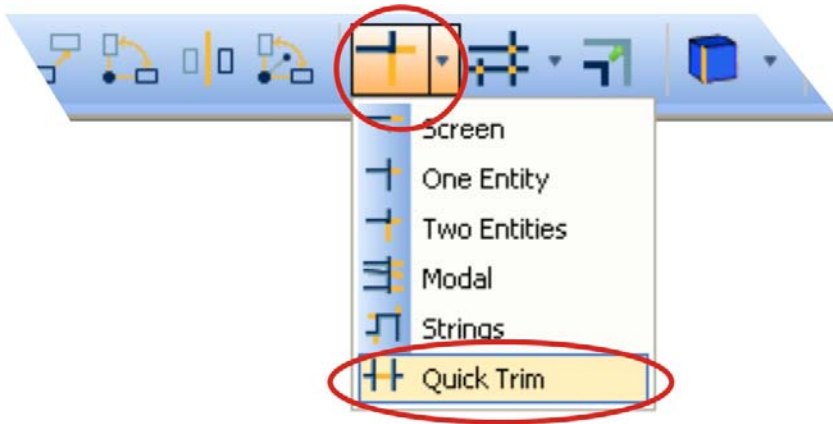 Screen
One Entity
Two Entities
Modal
Strings
Quick Trim